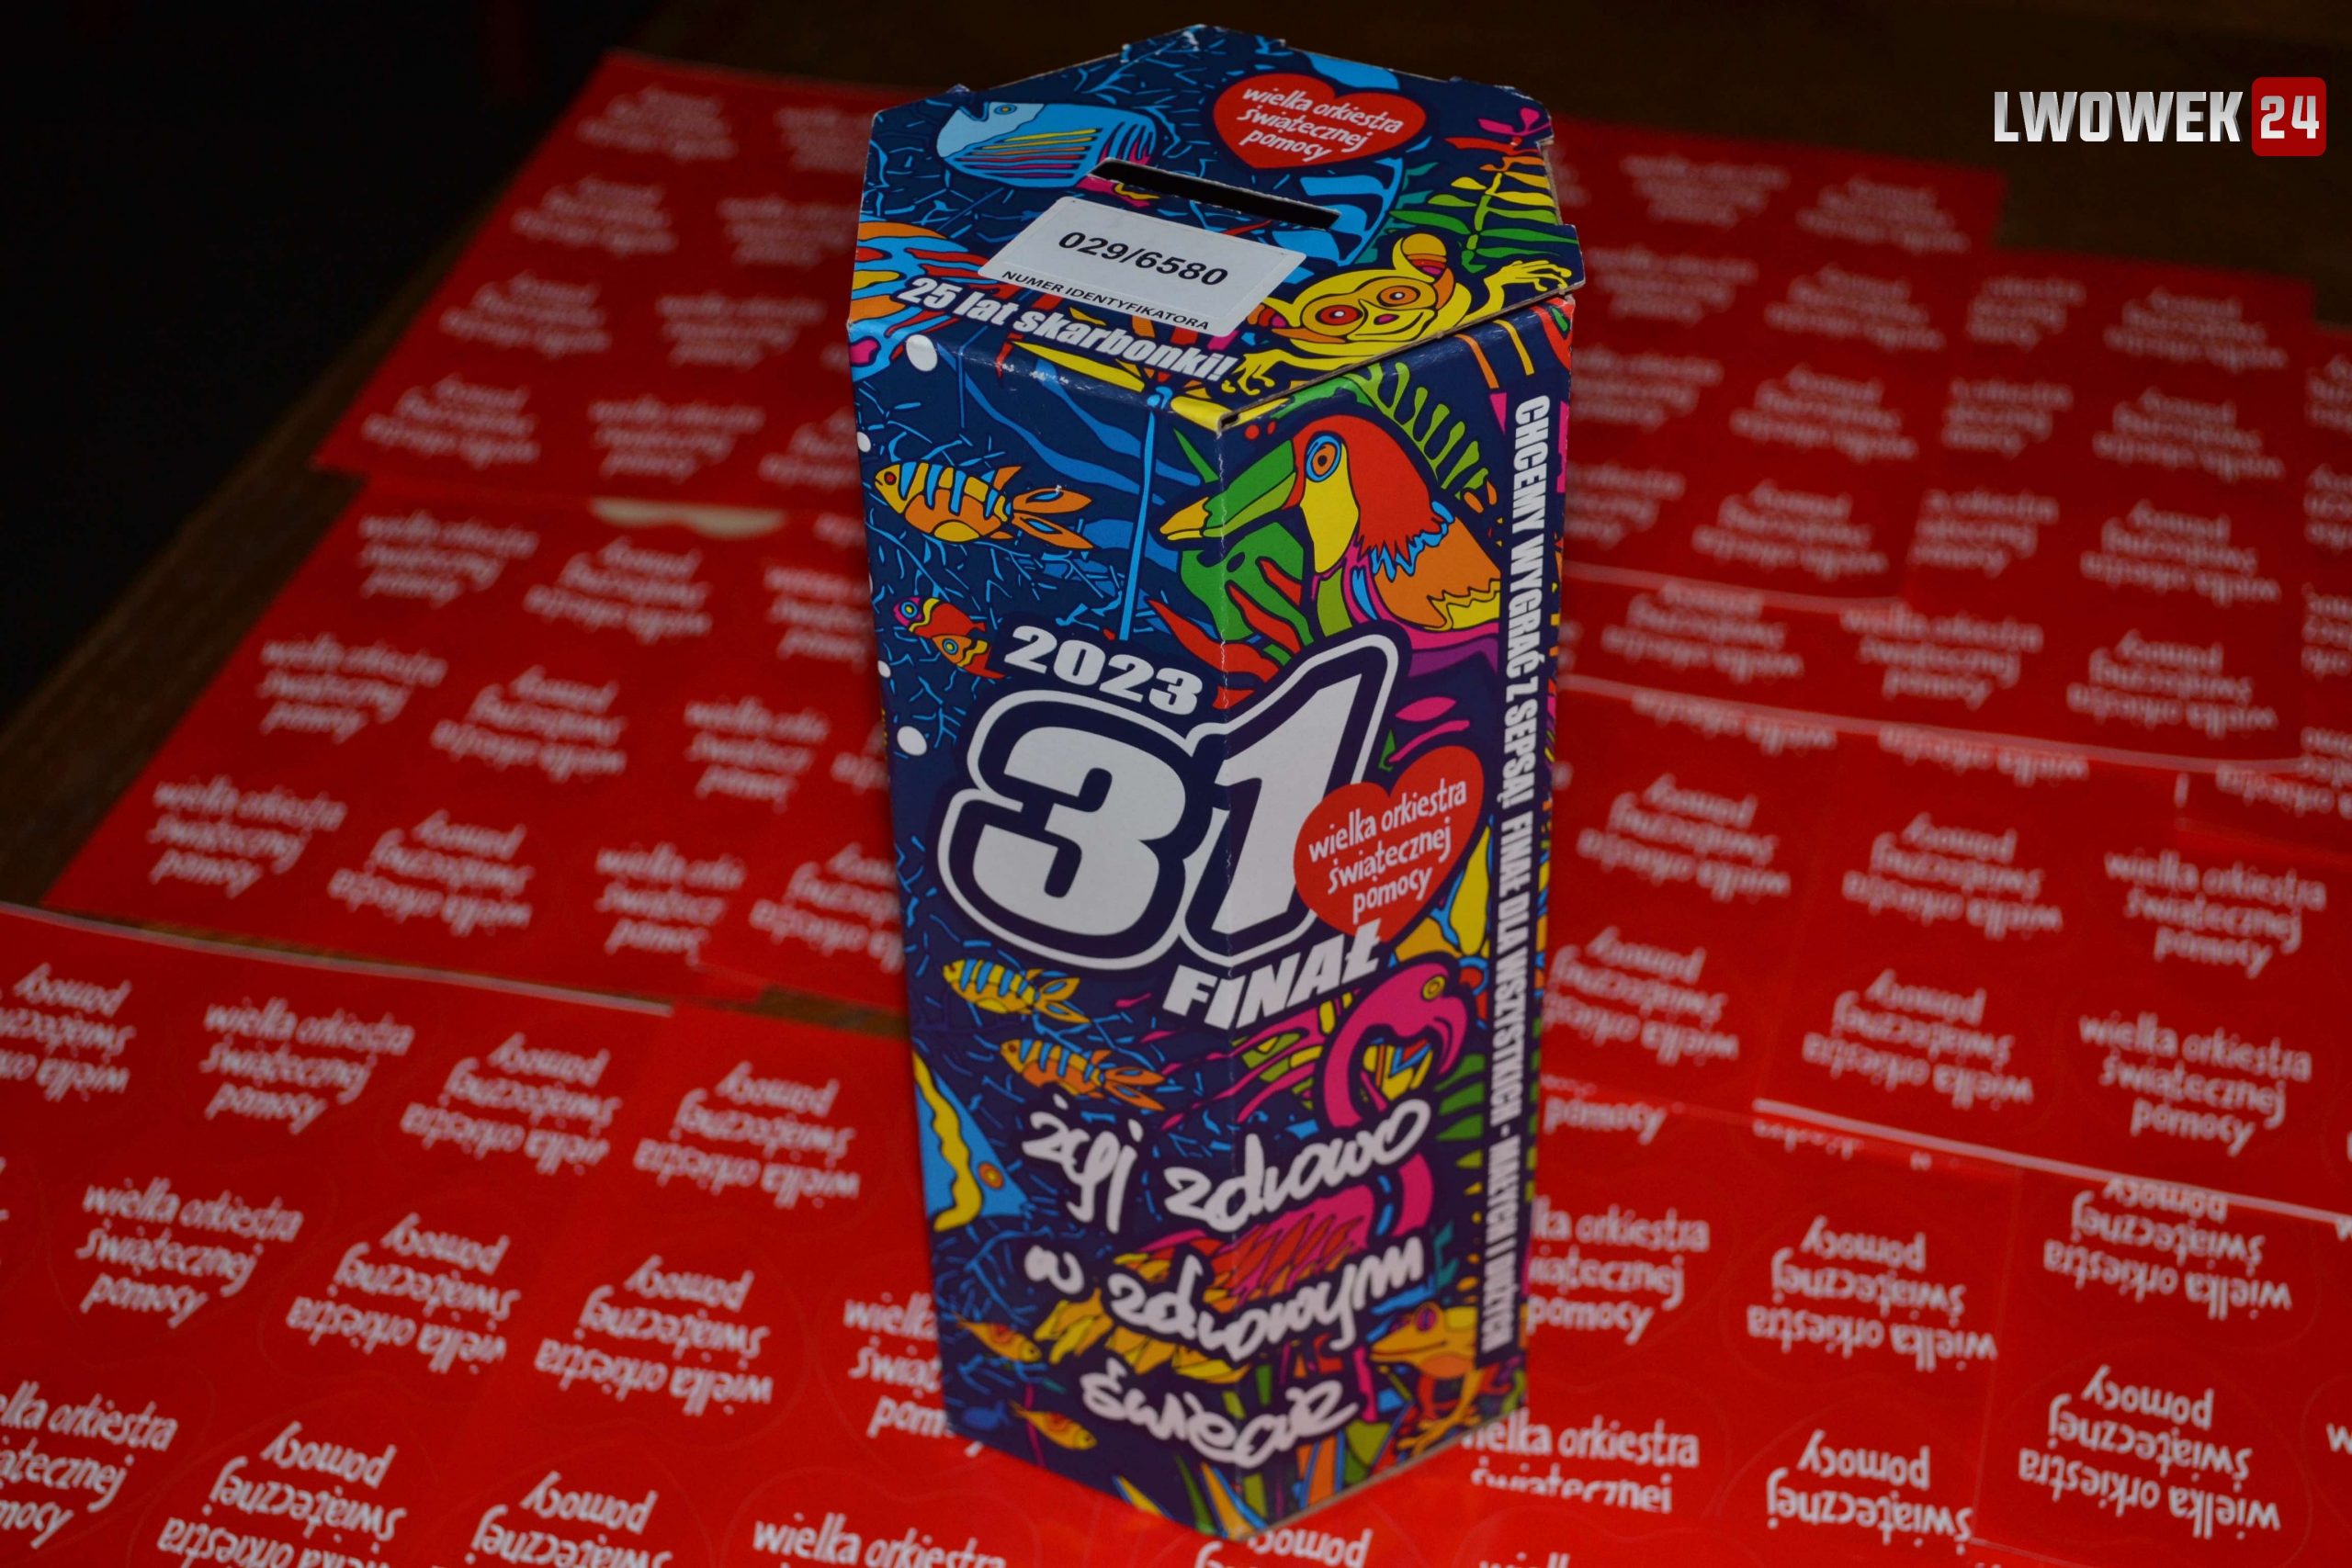 LWOWEK 24
wielka orkiestra
świątecznej
pomocy
029/6580
NUMER IDENTYFIKATORA
25 lat skarbonki!
2023
31
wielka orkiestra
świątecznej
pomocy
FINAŁ
żyj zdrowo
w zdrowym
świecie
CHCEMY WYGRAĆ Z SEPSĄ! FINAŁ DLA WSZYSTKICH - MAŁYCH I DUŻYCH
wielka orkiestra
świątecznej
pomocy